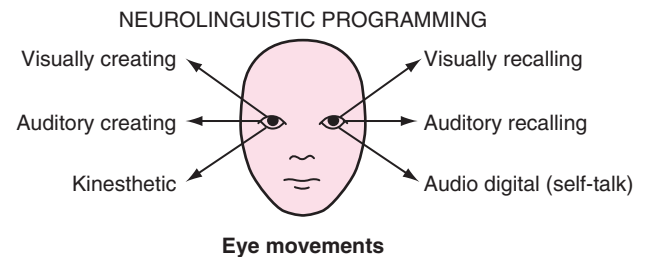 NEUROLINGUISTIC PROGRAMMING
Visually creating
Visually recalling
Auditory creating
Auditory recalling
Kinesthetic
Audio digital (self-talk)
Eye movements